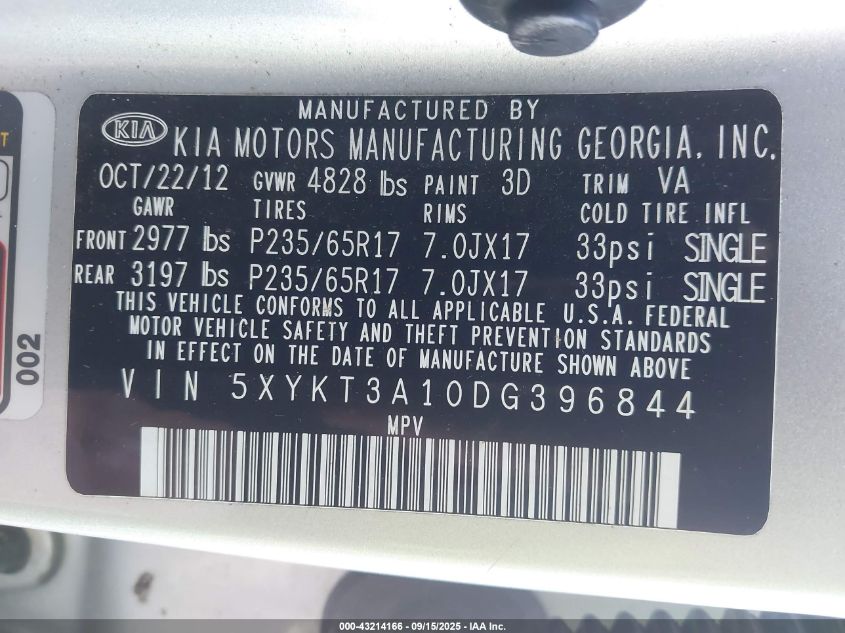 MANUFACTURED BY
KIA KIA MOTORS MANUFACTURING GEORGIA, INC.
OCT/22/12 GVWR 4828 lbs PAINT 3D TRIM VA
GAWR TIRES RIMS COLD TIRE INFL
FRONT 2977 lbs P235/65R17 7.0JX17 33psi SINGLE
REAR 3197 lbs P235/65R17 7.0JX17 33psi SINGLE
THIS VEHICLE CONFORMS TO ALL APPLICABLE U.S.A. FEDERAL
MOTOR VEHICLE SAFETY AND THEFT PREVENTION STANDARDS
IN EFFECT ON THE DATE OF MANUFACTURE SHOWN ABOVE
VIN 5XYKT3A10DG396844
MPV
T
002
000-43214166 - 09/15/2025 - IAA Inc.